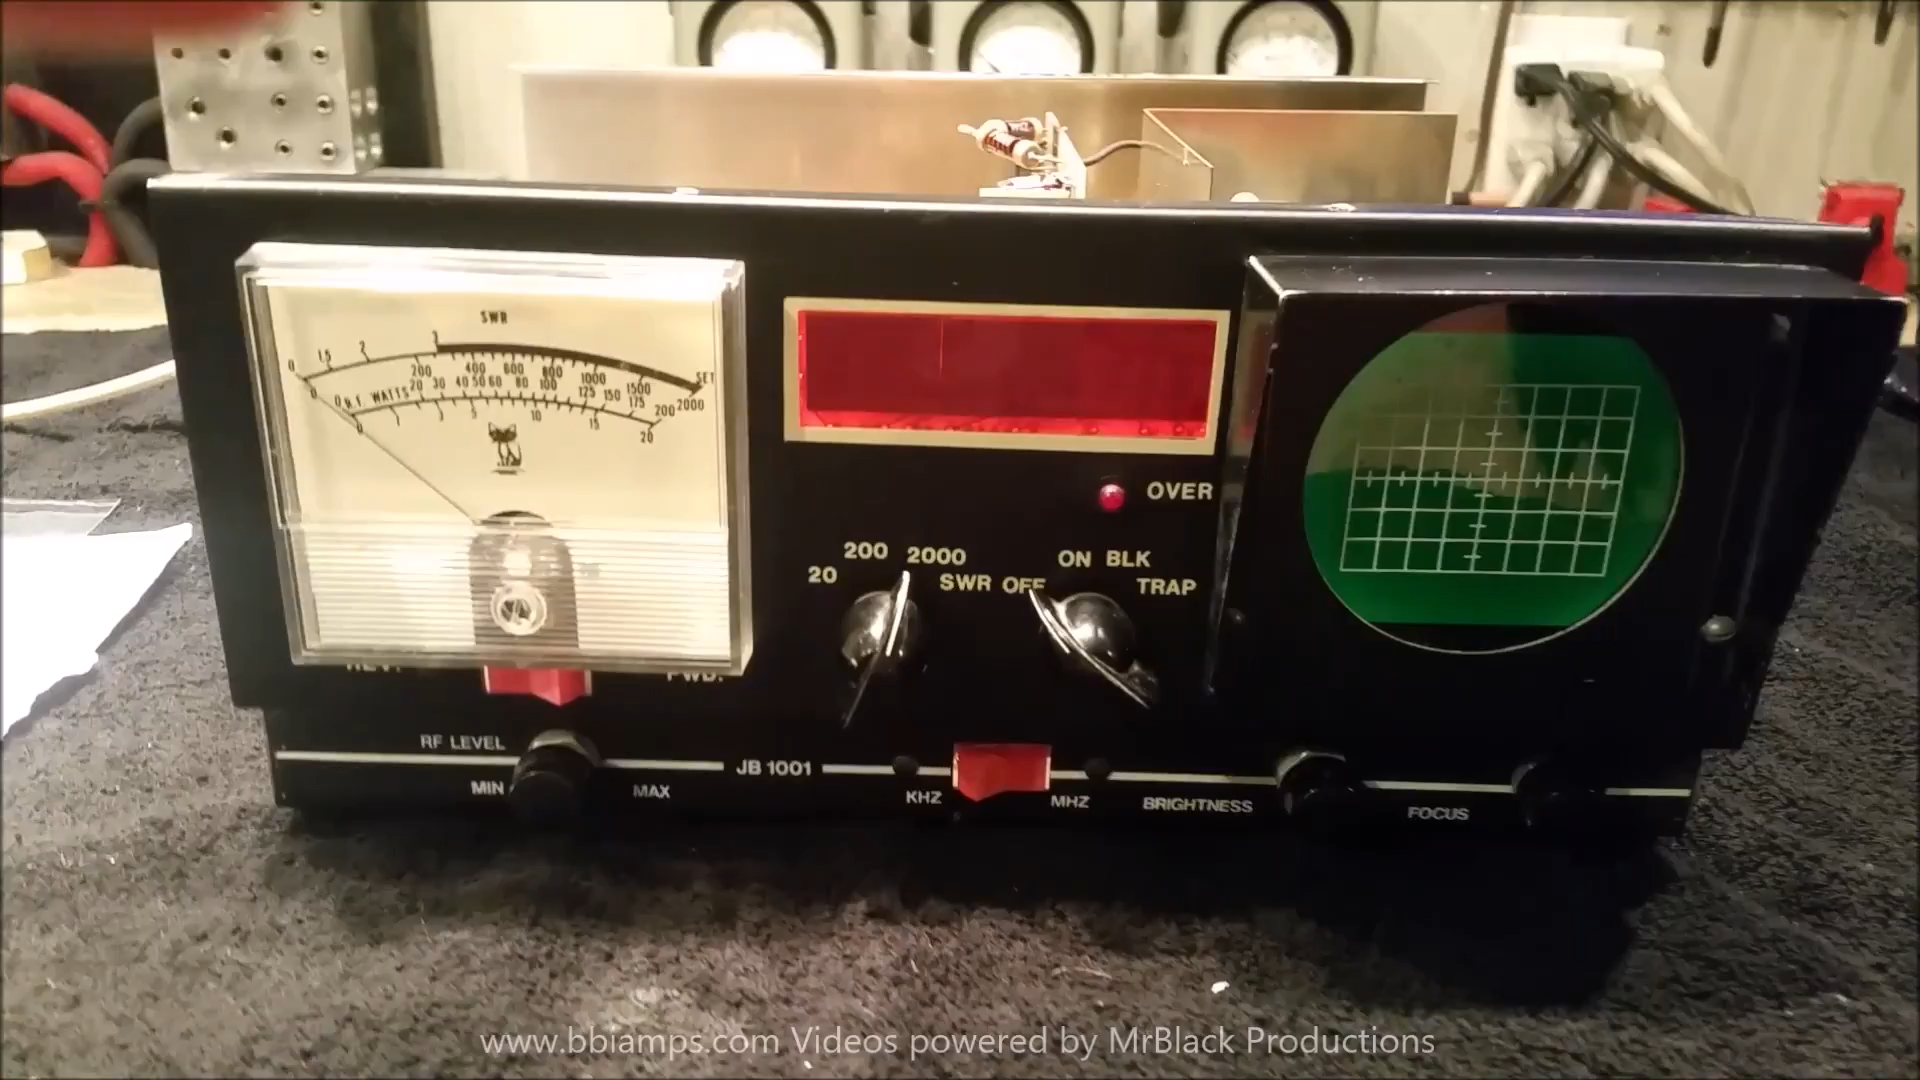 SWR
0 1.5 2 3 SET
0 200 400 600 800 1000 1500 2000
0 R.F. WATTS 20 30 40 50 60 80 100 125 150 175 200
0 1 3 5 10 15 20
OVER
20 200 2000 SWR
OFF ON BLK TRAP
REV. FWD.
RF LEVEL
MIN MAX
JB 1001
KHZ MHZ
BRIGHTNESS
FOCUS
www.bbiamps.com Videos powered by MrBlack Productions